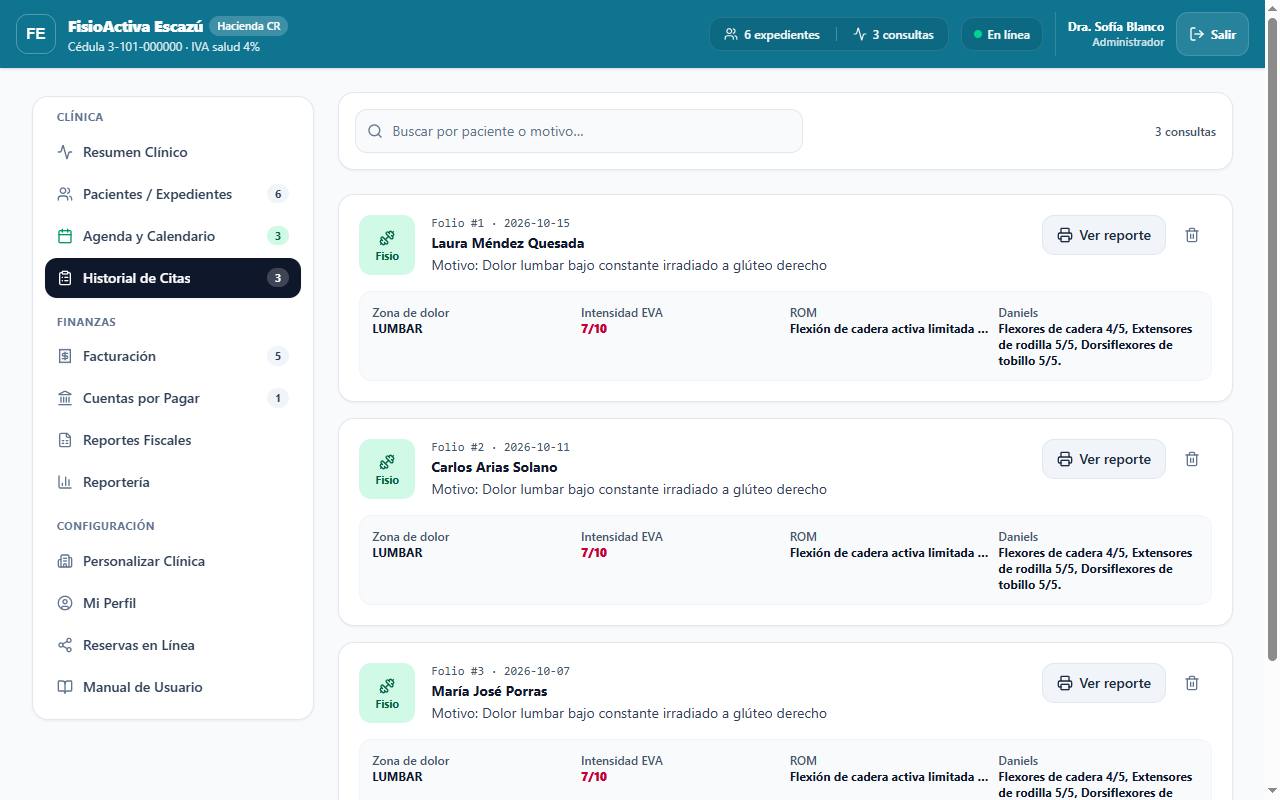 FE
FisioActiva Escazú
Hacienda CR
Cédula 3-101-000000 · IVA salud 4%
6 expedientes
3 consultas
En línea
Dra. Sofía Blanco
Administrador
Salir
CLÍNICA
Resumen Clínico
Pacientes / Expedientes 6
Agenda y Calendario 3
Historial de Citas 3
FINANZAS
Facturación 5
Cuentas por Pagar 1
Reportes Fiscales
Reportería
CONFIGURACIÓN
Personalizar Clínica
Mi Perfil
Reservas en Línea
Manual de Usuario
Buscar por paciente o motivo...
3 consultas
Fisio
Folio #1 · 2026-10-15
Laura Méndez Quesada
Motivo: Dolor lumbar bajo constante irradiado a glúteo derecho
Ver reporte
Zona de dolor
LUMBAR
Intensidad EVA
7/10
ROM
Flexión de cadera activa limitada ...
Daniels
Flexores de cadera 4/5, Extensores
de rodilla 5/5, Dorsiflexores de
tobillo 5/5.
Fisio
Folio #2 · 2026-10-11
Carlos Arias Solano
Motivo: Dolor lumbar bajo constante irradiado a glúteo derecho
Ver reporte
Zona de dolor
LUMBAR
Intensidad EVA
7/10
ROM
Flexión de cadera activa limitada ...
Daniels
Flexores de cadera 4/5, Extensores
de rodilla 5/5, Dorsiflexores de
tobillo 5/5.
Fisio
Folio #3 · 2026-10-07
María José Porras
Motivo: Dolor lumbar bajo constante irradiado a glúteo derecho
Ver reporte
Zona de dolor
LUMBAR
Intensidad EVA
7/10
ROM
Flexión de cadera activa limitada ...
Daniels
Flexores de cadera 4/5, Extensores
de rodilla 5/5, Dorsiflexores de